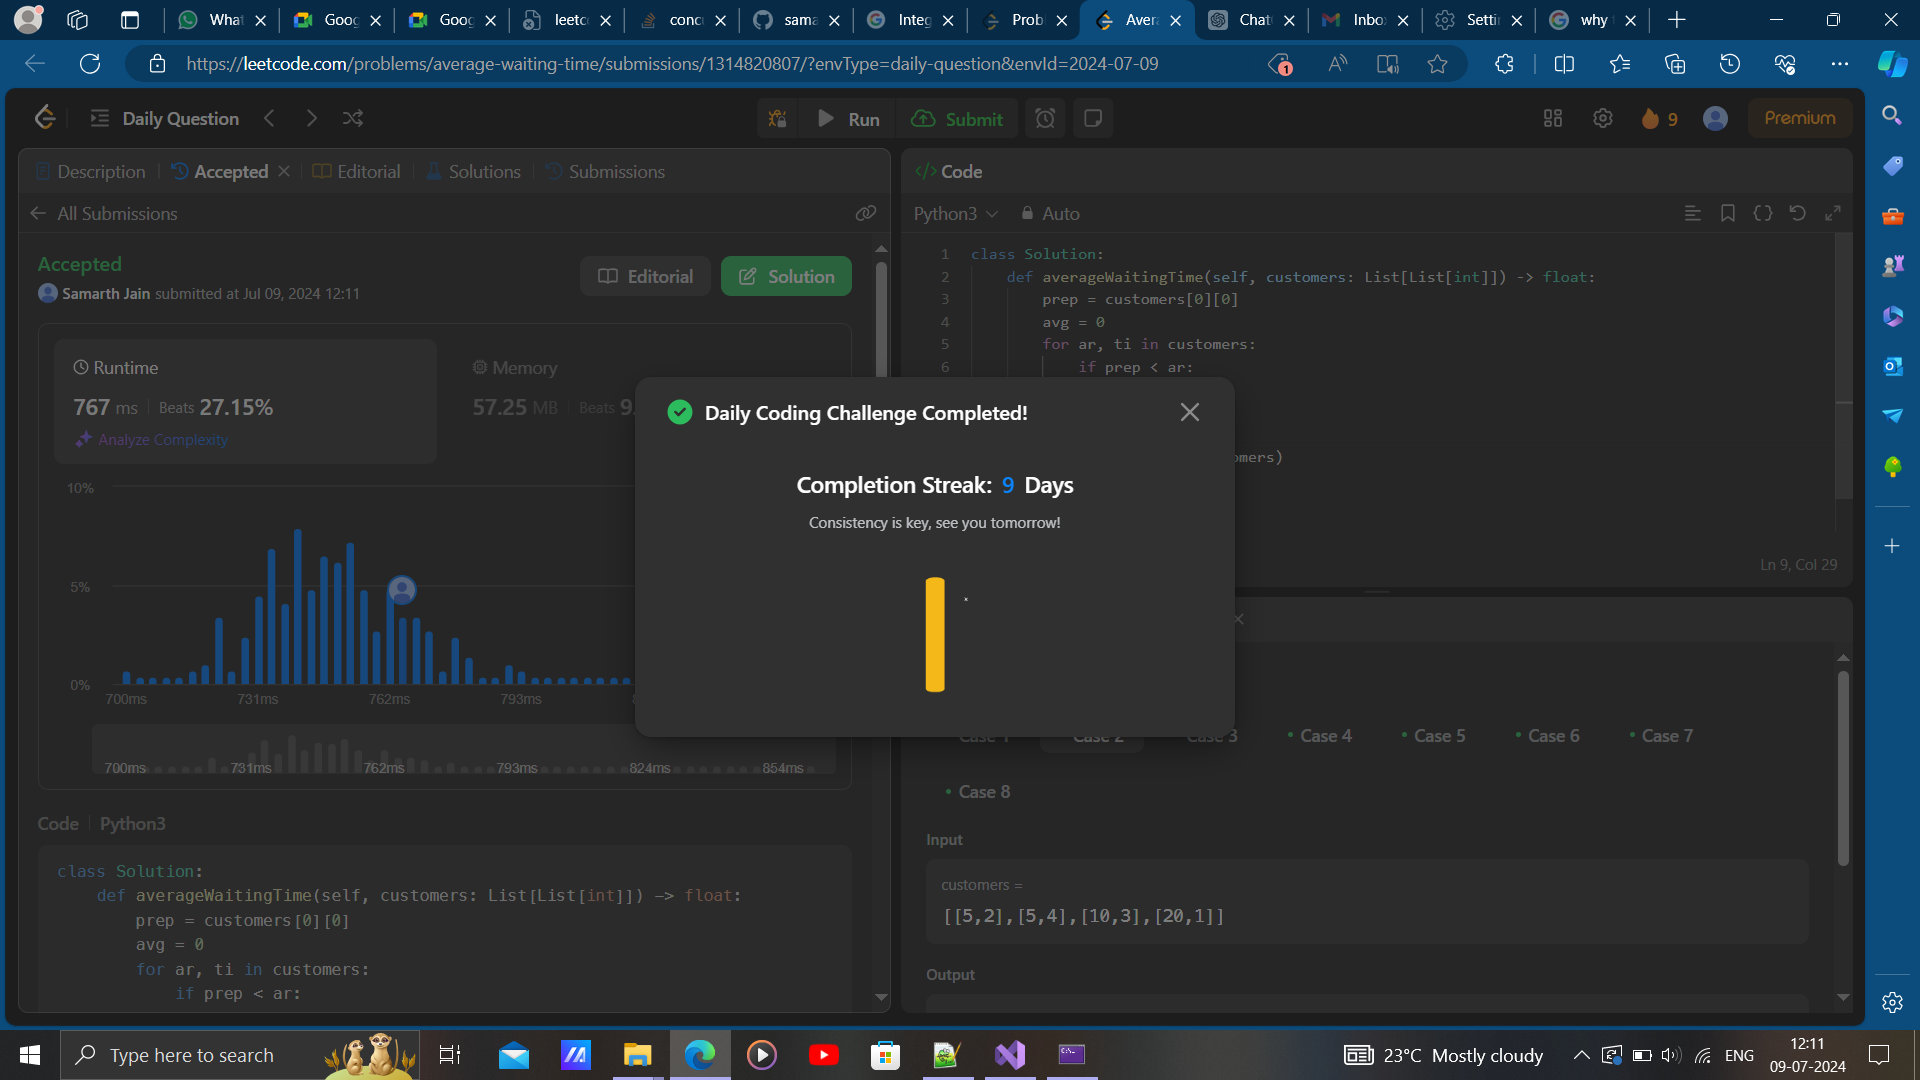 What
Goog
Goog
leetc
conc
sama
Integ
Prob
Avera
Chat
Inbo
Settin
why
https://leetcode.com/problems/average-waiting-time/submissions/1314820807/?envType=daily-question&envId=2024-07-09
1
Daily Question
Run
Submit
9
Premium
Description
Accepted
Editorial
Solutions
Submissions
All Submissions
Accepted
Samarth Jain submitted at Jul 09, 2024 12:11
Editorial
Solution
Runtime
767 ms
Beats 27.15%
Analyze Complexity
Memory
57.25 MB
Beats 9.
10%
5%
0%
700ms
731ms
762ms
793ms
700ms
731ms
762ms
793ms
824ms
854ms
Code
Python3
class Solution:
def averageWaitingTime(self, customers: List[List[int]]) -> float:
prep = customers[0][0]
avg = 0
for ar, ti in customers:
if prep < ar:
</> Code
Python3
Auto
1 class Solution:
2 def averageWaitingTime(self, customers: List[List[int]]) -> float:
3 prep = customers[0][0]
4 avg = 0
5 for ar, ti in customers:
6 if prep < ar:
omers)
Ln 9, Col 29
Daily Coding Challenge Completed!
Completion Streak: 9 Days
Consistency is key, see you tomorrow!
Case 1
Case 2
Case 3
Case 4
Case 5
Case 6
Case 7
Case 8
Input
customers =
[[5,2],[5,4],[10,3],[20,1]]
Output
Type here to search
23°C Mostly cloudy
ENG
12:11
09-07-2024